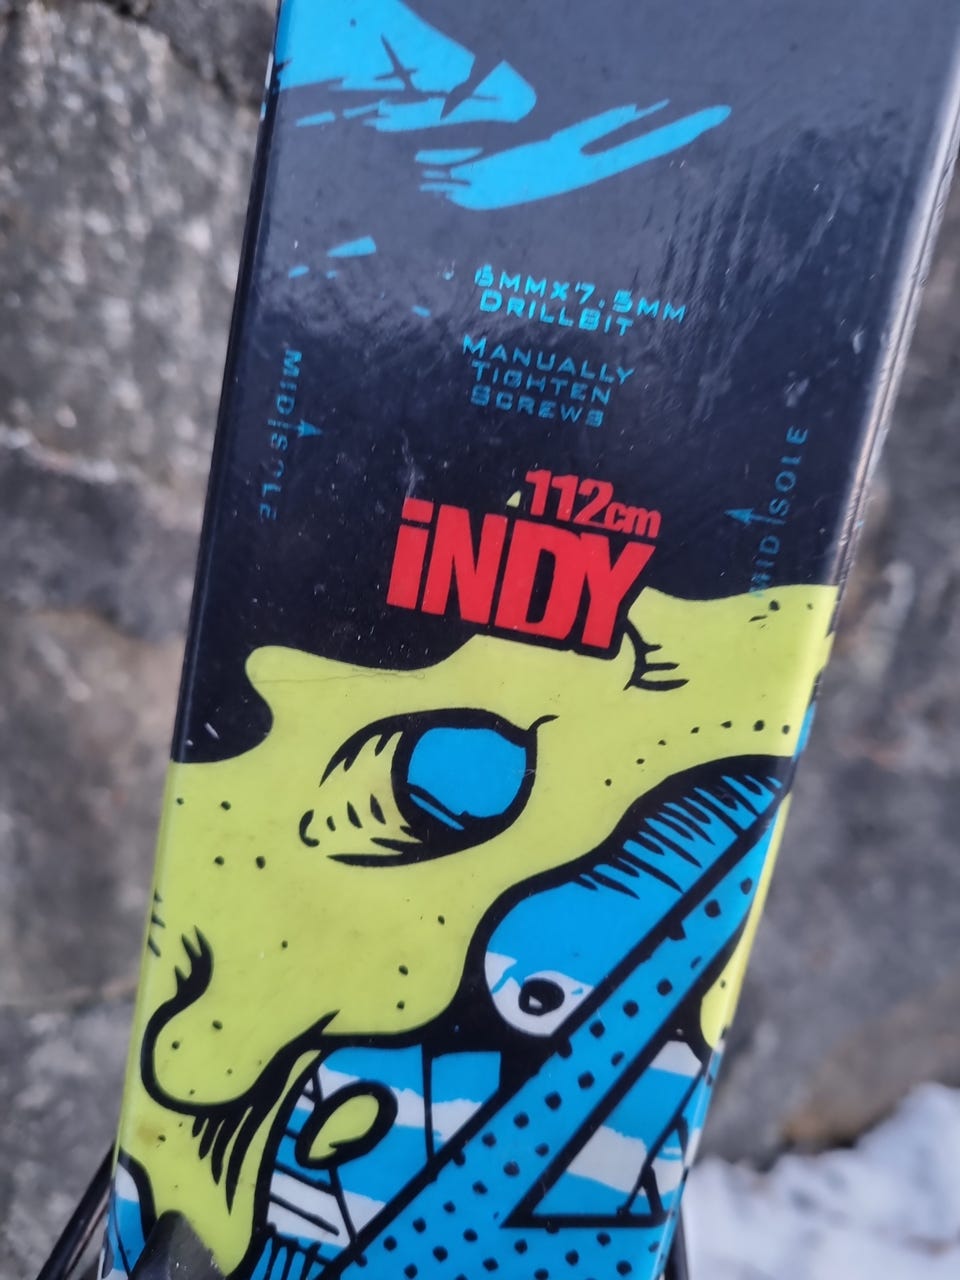 6MMX7.5MM
DRILLBIT
MANUALLY
TIGHTEN
SCREWS
MID SOLE
MID SOLE
112cm
iNDY